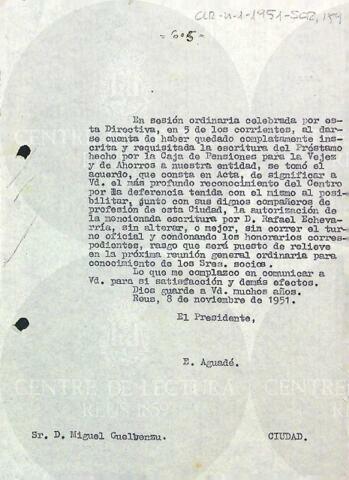 CLR-U-1-1951-SCR, 154
- 605 -
En sesión ordinaria celebrada por es-
ta Directiva, en 5 de los corrientes, al dar-
se cuenta de haber quedado completamente ins-
crita y requisitada la escritura del Préstamo
hecho por la Caja de Pensiones para la Vejez
y de Ahorros a nuestra entidad, se tomó el
acuerdo, que consta en Acta, de significar a
Vd. el más profundo reconocimiento del Centro
por la deferencia tenida con el mismo al posi-
bilitar, junto con sus dignos compañeros de
profesión de esta Ciudad, la autorización de
la mencionada escritura por D. Rafael Echeva-
rría, sin alterar, o mejor, sin correr el tur-
no oficial y condonando los honorarios corres-
podientes, rasgo que será puesto de relieve
en la próxima reunión general ordinaria para
conocimiento de los Sres. socios.
Lo que me complazco en comunicar a
Vd. para si satisfacción y demás efectos.
Dios guarde a Vd. muchos años.
Reus, 8 de noviembre de 1951.
El Presidente,
E. Aguadé.
CENTRE DE LECTURA
REUS 1859
Sr. D. Miguel Guelbenzu.
CIUDAD.